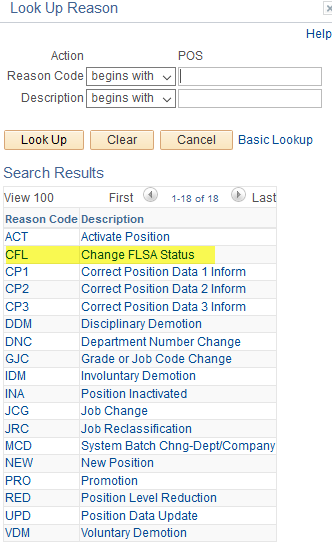 Look Up Reason
Help
Action POS
Reason Code begins with
Description begins with
Look Up Clear Cancel Basic Lookup
Search Results
View 100 First 1-18 of 18 Last
Reason Code Description
ACT Activate Position
CFL Change FLSA Status
CP1 Correct Position Data 1 Inform
CP2 Correct Position Data 2 Inform
CP3 Correct Position Data 3 Inform
DDM Disciplinary Demotion
DNC Department Number Change
GJC Grade or Job Code Change
IDM Involuntary Demotion
INA Position Inactivated
JCG Job Change
JRC Job Reclassification
MCD System Batch Chng-Dept/Company
NEW New Position
PRO Promotion
RED Position Level Reduction
UPD Position Data Update
VDM Voluntary Demotion